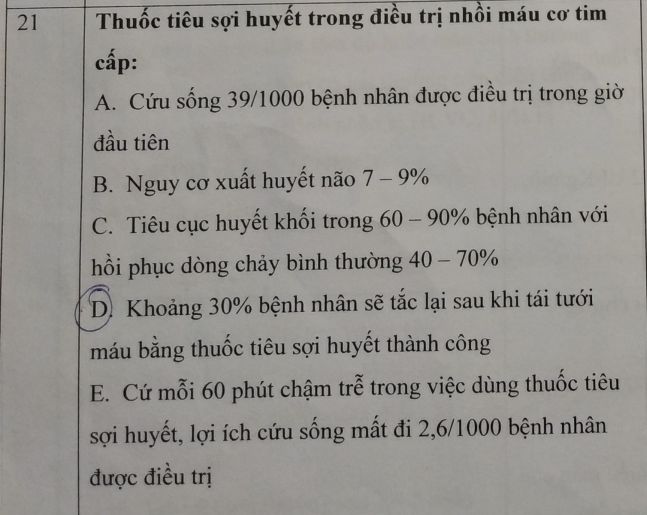 21 Thuốc tiêu sợi huyết trong điều trị nhồi máu cơ tim
cấp:
A. Cứu sống 39/1000 bệnh nhân được điều trị trong giờ
đầu tiên
B. Nguy cơ xuất huyết não 7 – 9%
C. Tiêu cục huyết khối trong 60 – 90% bệnh nhân với
hồi phục dòng chảy bình thường 40 – 70%
D. Khoảng 30% bệnh nhân sẽ tắc lại sau khi tái tưới
máu bằng thuốc tiêu sợi huyết thành công
E. Cứ mỗi 60 phút chậm trễ trong việc dùng thuốc tiêu
sợi huyết, lợi ích cứu sống mất đi 2,6/1000 bệnh nhân
được điều trị